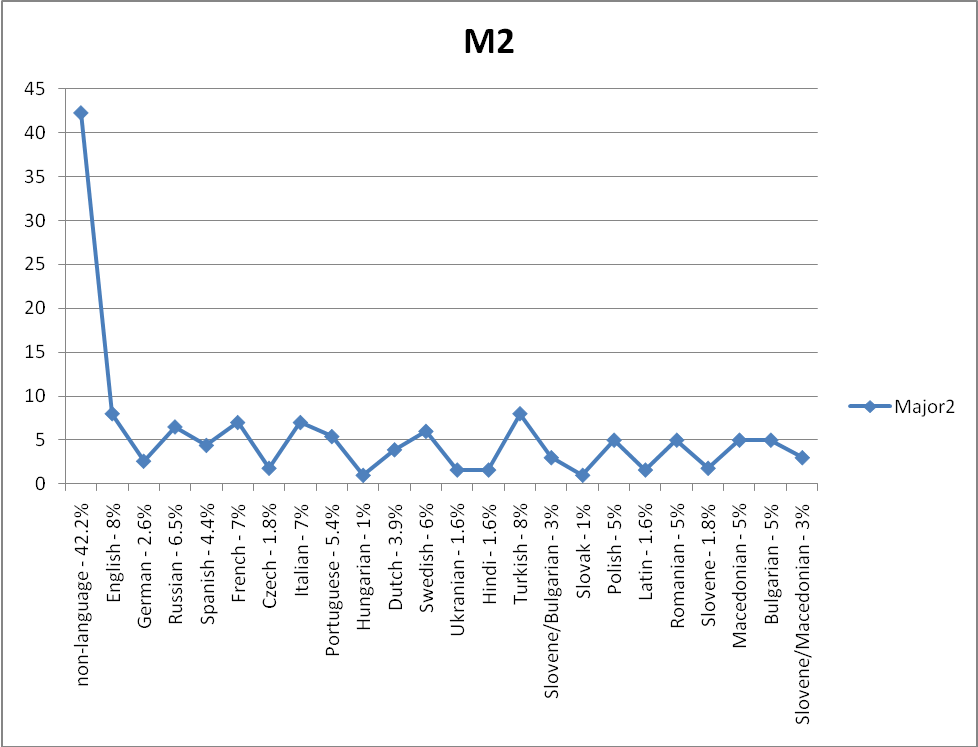 M2
45
40
35
30
25
20
15
10
5
0
Major2
non-language - 42.2%
English - 8%
German - 2.6%
Russian - 6.5%
Spanish - 4.4%
French - 7%
Czech - 1.8%
Italian - 7%
Portuguese - 5.4%
Hungarian - 1%
Dutch - 3.9%
Swedish - 6%
Ukranian - 1.6%
Hindi - 1.6%
Turkish - 8%
Slovene/Bulgarian - 3%
Slovak - 1%
Polish - 5%
Latin - 1.6%
Romanian - 5%
Slovene - 1.8%
Macedonian - 5%
Bulgarian - 5%
Slovene/Macedonian - 3%